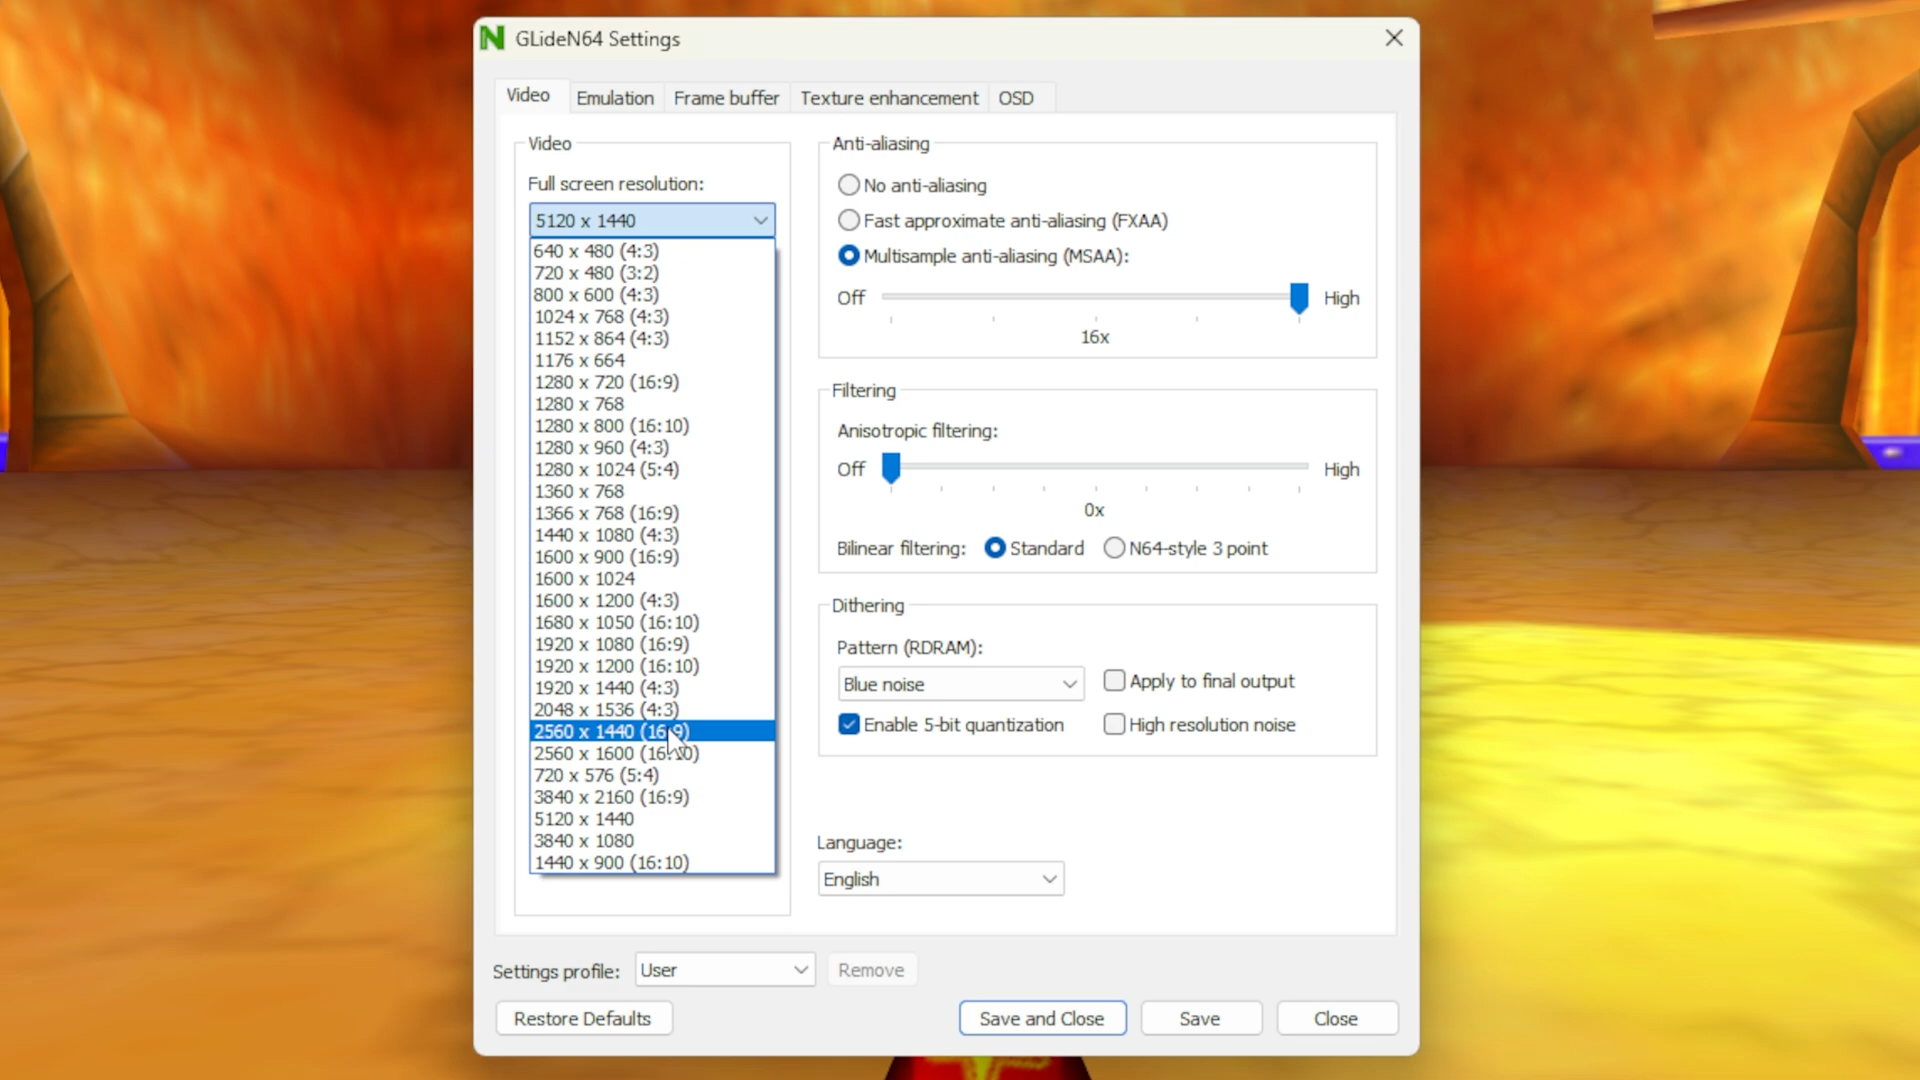 GLideN64 Settings
Video
Emulation
Frame buffer
Texture enhancement
OSD
Video
Full screen resolution:
5120 x 1440
640 x 480 (4:3)
720 x 480 (3:2)
800 x 600 (4:3)
1024 x 768 (4:3)
1152 x 864 (4:3)
1176 x 664
1280 x 720 (16:9)
1280 x 768
1280 x 800 (16:10)
1280 x 960 (4:3)
1280 x 1024 (5:4)
1360 x 768
1366 x 768 (16:9)
1440 x 1080 (4:3)
1600 x 900 (16:9)
1600 x 1024
1600 x 1200 (4:3)
1680 x 1050 (16:10)
1920 x 1080 (16:9)
1920 x 1200 (16:10)
1920 x 1440 (4:3)
2048 x 1536 (4:3)
2560 x 1440 (16:9)
2560 x 1600 (16:10)
720 x 576 (5:4)
3840 x 2160 (16:9)
5120 x 1440
3840 x 1080
1440 x 900 (16:10)
Anti-aliasing
No anti-aliasing
Fast approximate anti-aliasing (FXAA)
Multisample anti-aliasing (MSAA):
Off High
16x
Filtering
Anisotropic filtering:
Off High
0x
Bilinear filtering: Standard N64-style 3 point
Dithering
Pattern (RDRAM):
Blue noise Apply to final output
Enable 5-bit quantization High resolution noise
Language:
English
Settings profile: User Remove
Restore Defaults Save and Close Save Close